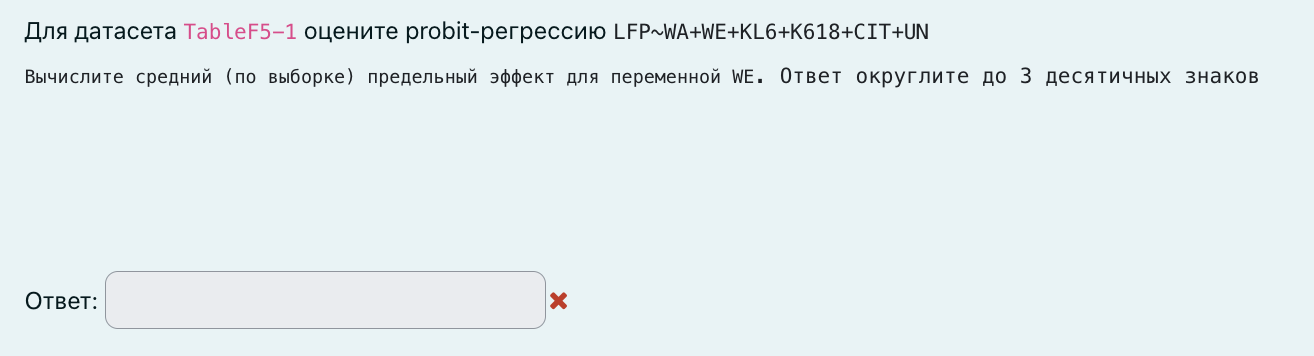 Для датасета TableF5-1 оцените probit-регрессию LFP~WA+WE+KL6+K618+CIT+UN
Вычислите средний (по выборке) предельный эффект для переменной WE. Ответ округлите до 3 десятичных знаков
Ответ: